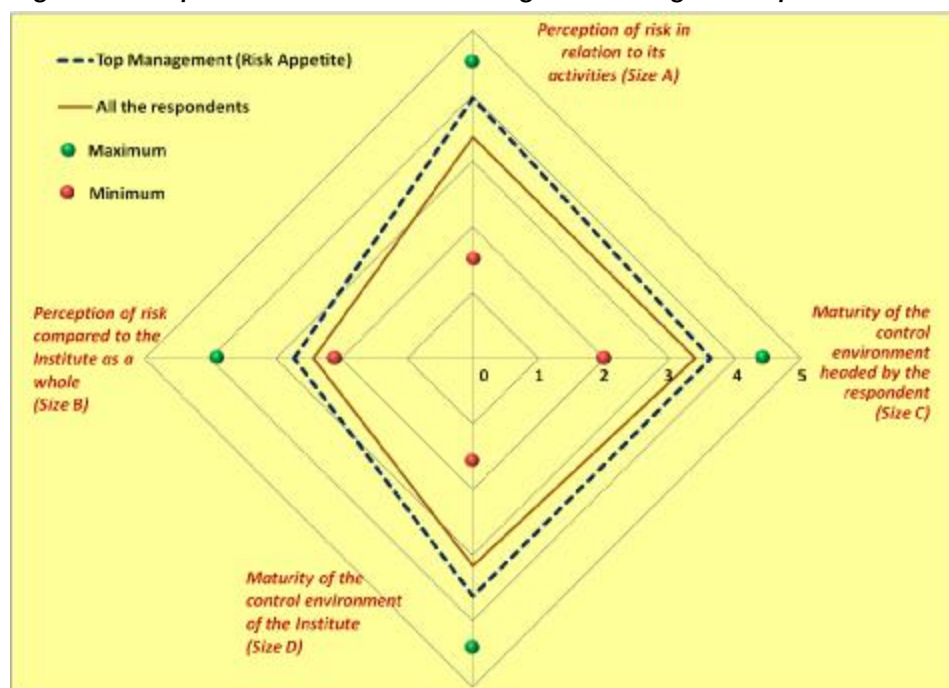 Perception of risk in
relation to its
activities (Size A)
Top Management (Risk Appetite)
All the respondents
Maximum
Minimum
Perception of risk
compared to the
Institute as a
whole
(Size B)
Maturity of the
control
environment
headed by the
respondent
(Size C)
0 1 2 3 4 5
Maturity of the
control environment
of the Institute
(Size D)